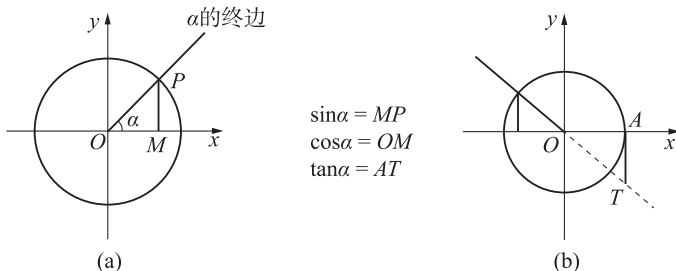 y
α的终边
P
α
O
M
x
(a)
sinα = MP
cosα = OM
tanα = AT
y
A
O
x
T
(b)